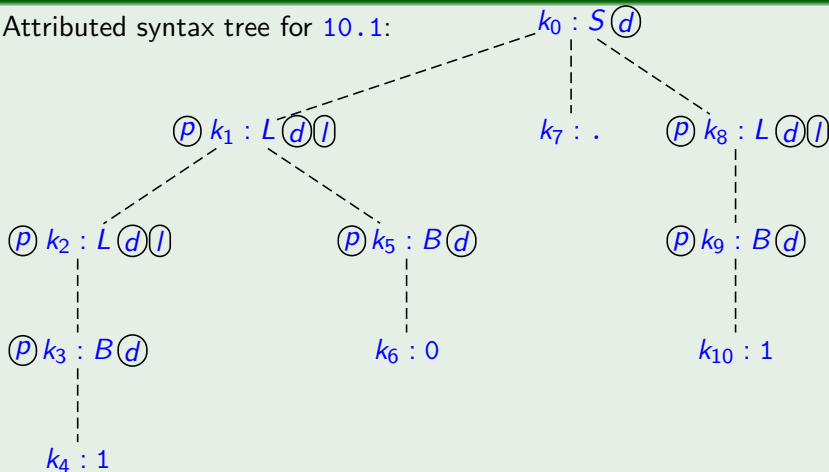 Attributed syntax tree for 10.1:
k₀ : S d
p k₁ : L d l
k₇ : .
p k₈ : L d l
p k₂ : L d l
p k₅ : B d
p k₉ : B d
p k₃ : B d
k₆ : 0
k₁₀ : 1
k₄ : 1